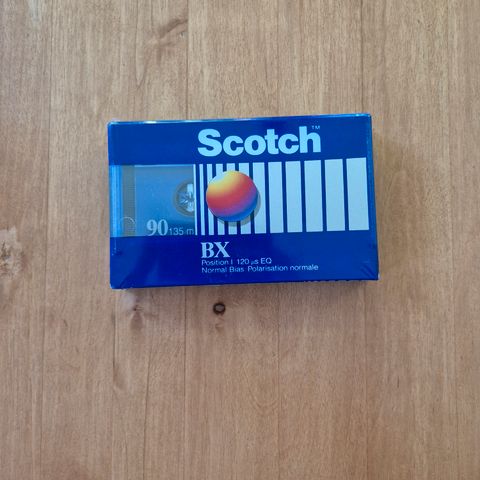 Scotch™
90 135 m
BX
Position I 120 µs EQ
Normal Bias Polarisation normale